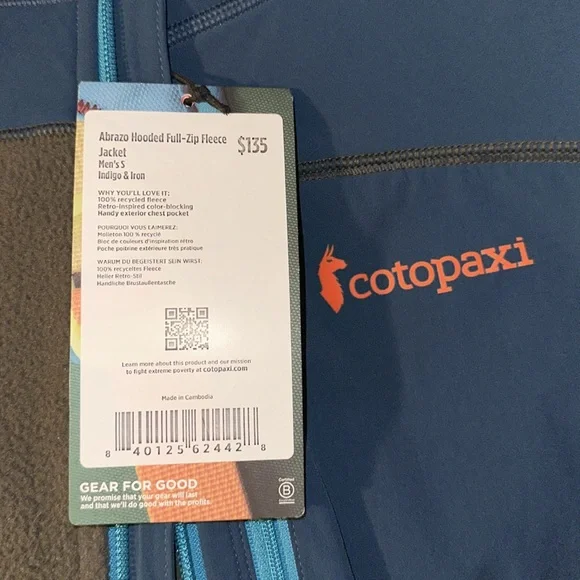 Abrazo Hooded Full-Zip Fleece
Jacket
$135
Men's S
Indigo & Iron
WHY YOU'LL LOVE IT:
100% recycled fleece
Retro-inspired color-blocking
Handy exterior chest pocket
POURQUOI VOUS L'AIMEREZ:
Molleton 100 % recyclé
Bloc de couleurs d'inspiration rétro
Poche poitrine extérieure très pratique
WARUM DU BEGEISTERT SEIN WIRST:
100% recyceltes Fleece
Heller Retro-Stil
Handliche Brustaußentasche
Learn more about this product and our mission
to fight extreme poverty at cotopaxi.com
Made in Cambodia
8 40125 62442 8
GEAR FOR GOOD
We promise that your gear will last
and that we'll do good with the profits.
Certified
B
cotopaxi